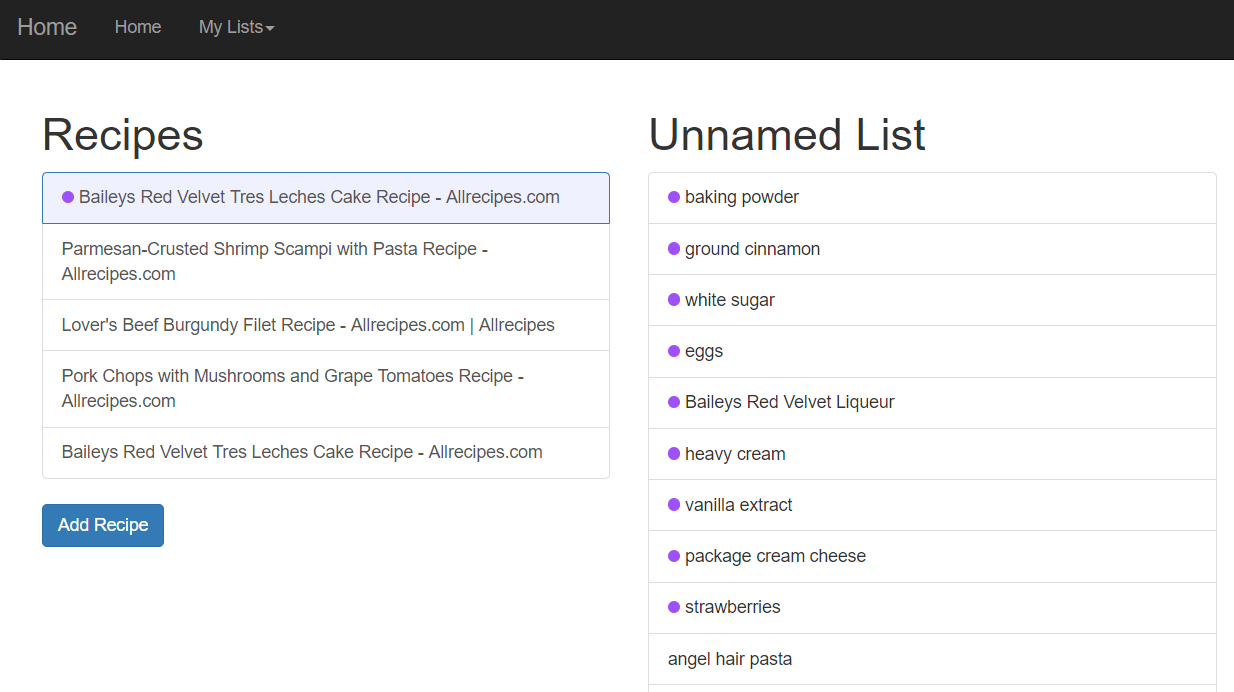 Home Home My Lists
Recipes
Baileys Red Velvet Tres Leches Cake Recipe - Allrecipes.com
Parmesan-Crusted Shrimp Scampi with Pasta Recipe -
Allrecipes.com
Lover's Beef Burgundy Filet Recipe - Allrecipes.com | Allrecipes
Pork Chops with Mushrooms and Grape Tomatoes Recipe -
Allrecipes.com
Baileys Red Velvet Tres Leches Cake Recipe - Allrecipes.com
Add Recipe
Unnamed List
baking powder
ground cinnamon
white sugar
eggs
Baileys Red Velvet Liqueur
heavy cream
vanilla extract
package cream cheese
strawberries
angel hair pasta